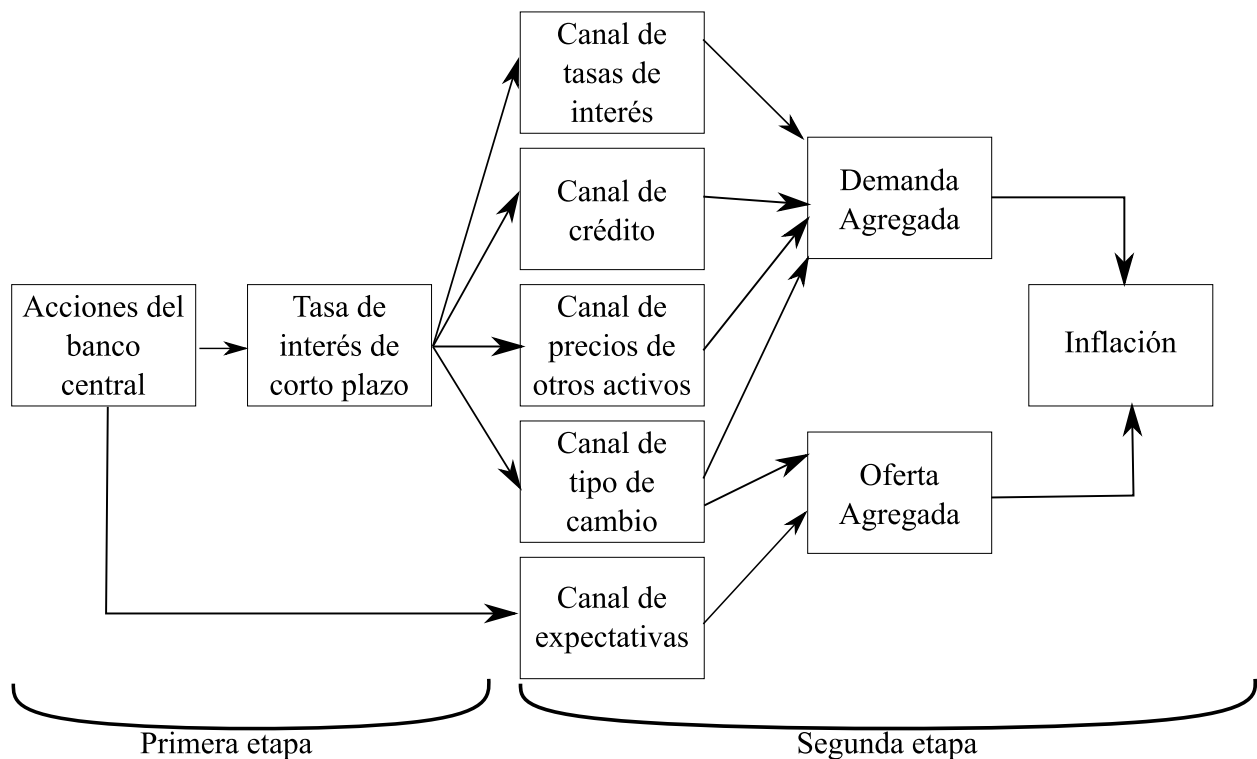 Acciones del
banco
central
Tasa de
interés de
corto plazo
Canal de
tasas de
interés
Canal de
crédito
Canal de
precios de
otros activos
Canal de
tipo de
cambio
Canal de
expectativas
Demanda
Agregada
Oferta
Agregada
Inflación
Primera etapa
Segunda etapa